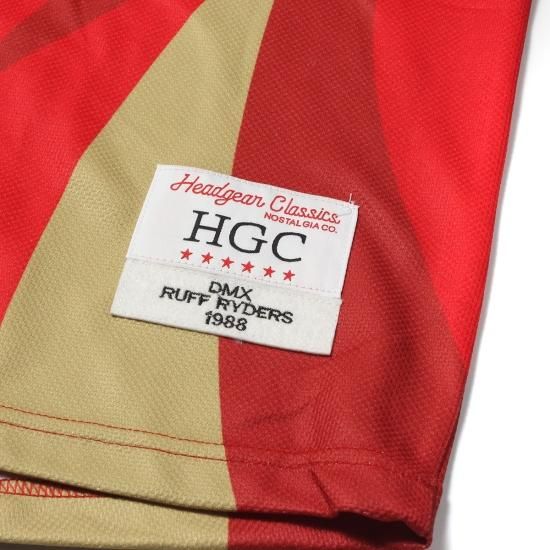 Headgear Classics
NOSTALGIA CO.
HGC
DMX
RUFF RYDERS
1988